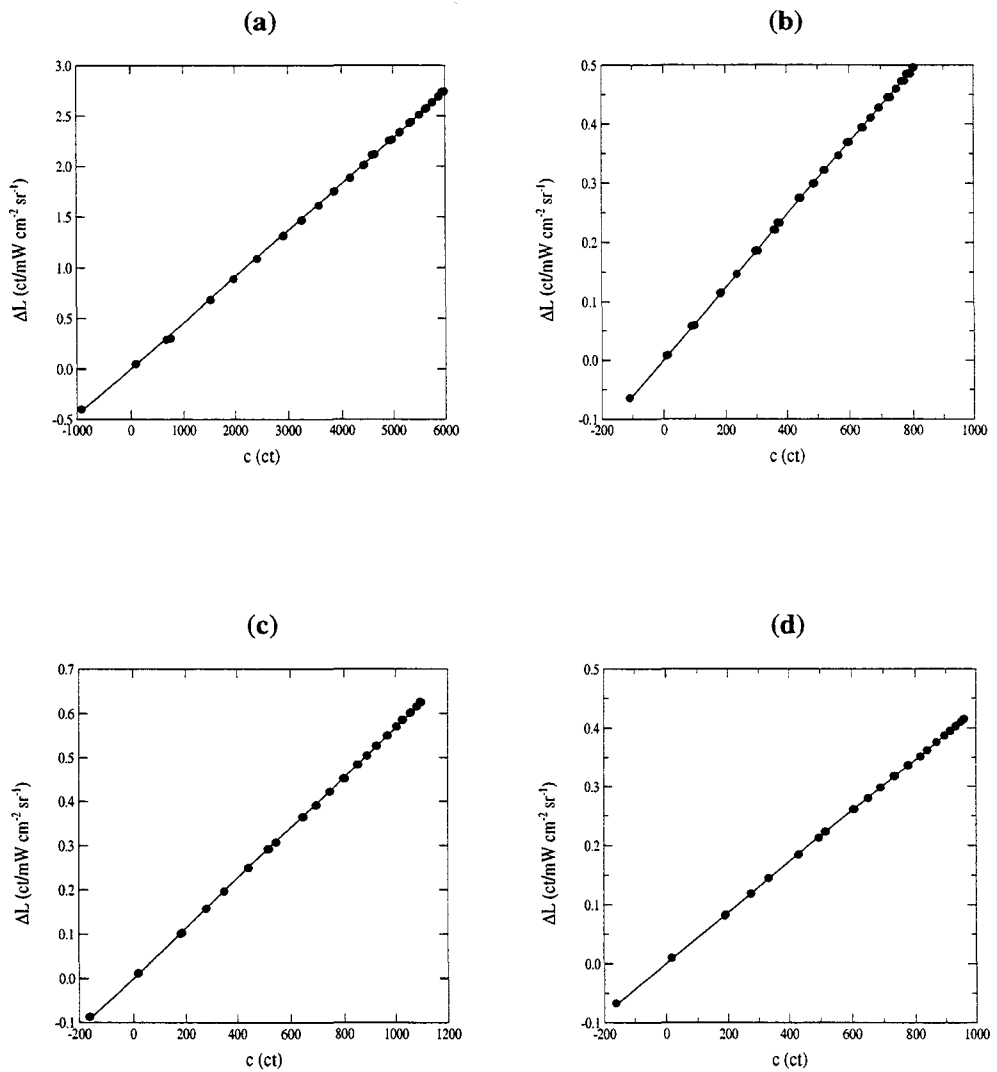 (a)
3.0
2.5
2.0
1.5
1.0
0.5
0.0
-0.5
ΔL (ct/mW cm⁻² sr⁻¹)
-1000 0 1000 2000 3000 4000 5000 6000
c (ct)
(b)
0.5
0.4
0.3
0.2
0.1
0.0
-0.1
ΔL (ct/mW cm⁻² sr⁻¹)
-200 0 200 400 600 800 1000
c (ct)
(c)
0.7
0.6
0.5
0.4
0.3
0.2
0.1
0.0
-0.1
ΔL (ct/mW cm⁻² sr⁻¹)
-200 0 200 400 600 800 1000 1200
c (ct)
(d)
0.5
0.4
0.3
0.2
0.1
0.0
-0.1
ΔL (ct/mW cm⁻² sr⁻¹)
-200 0 200 400 600 800 1000
c (ct)